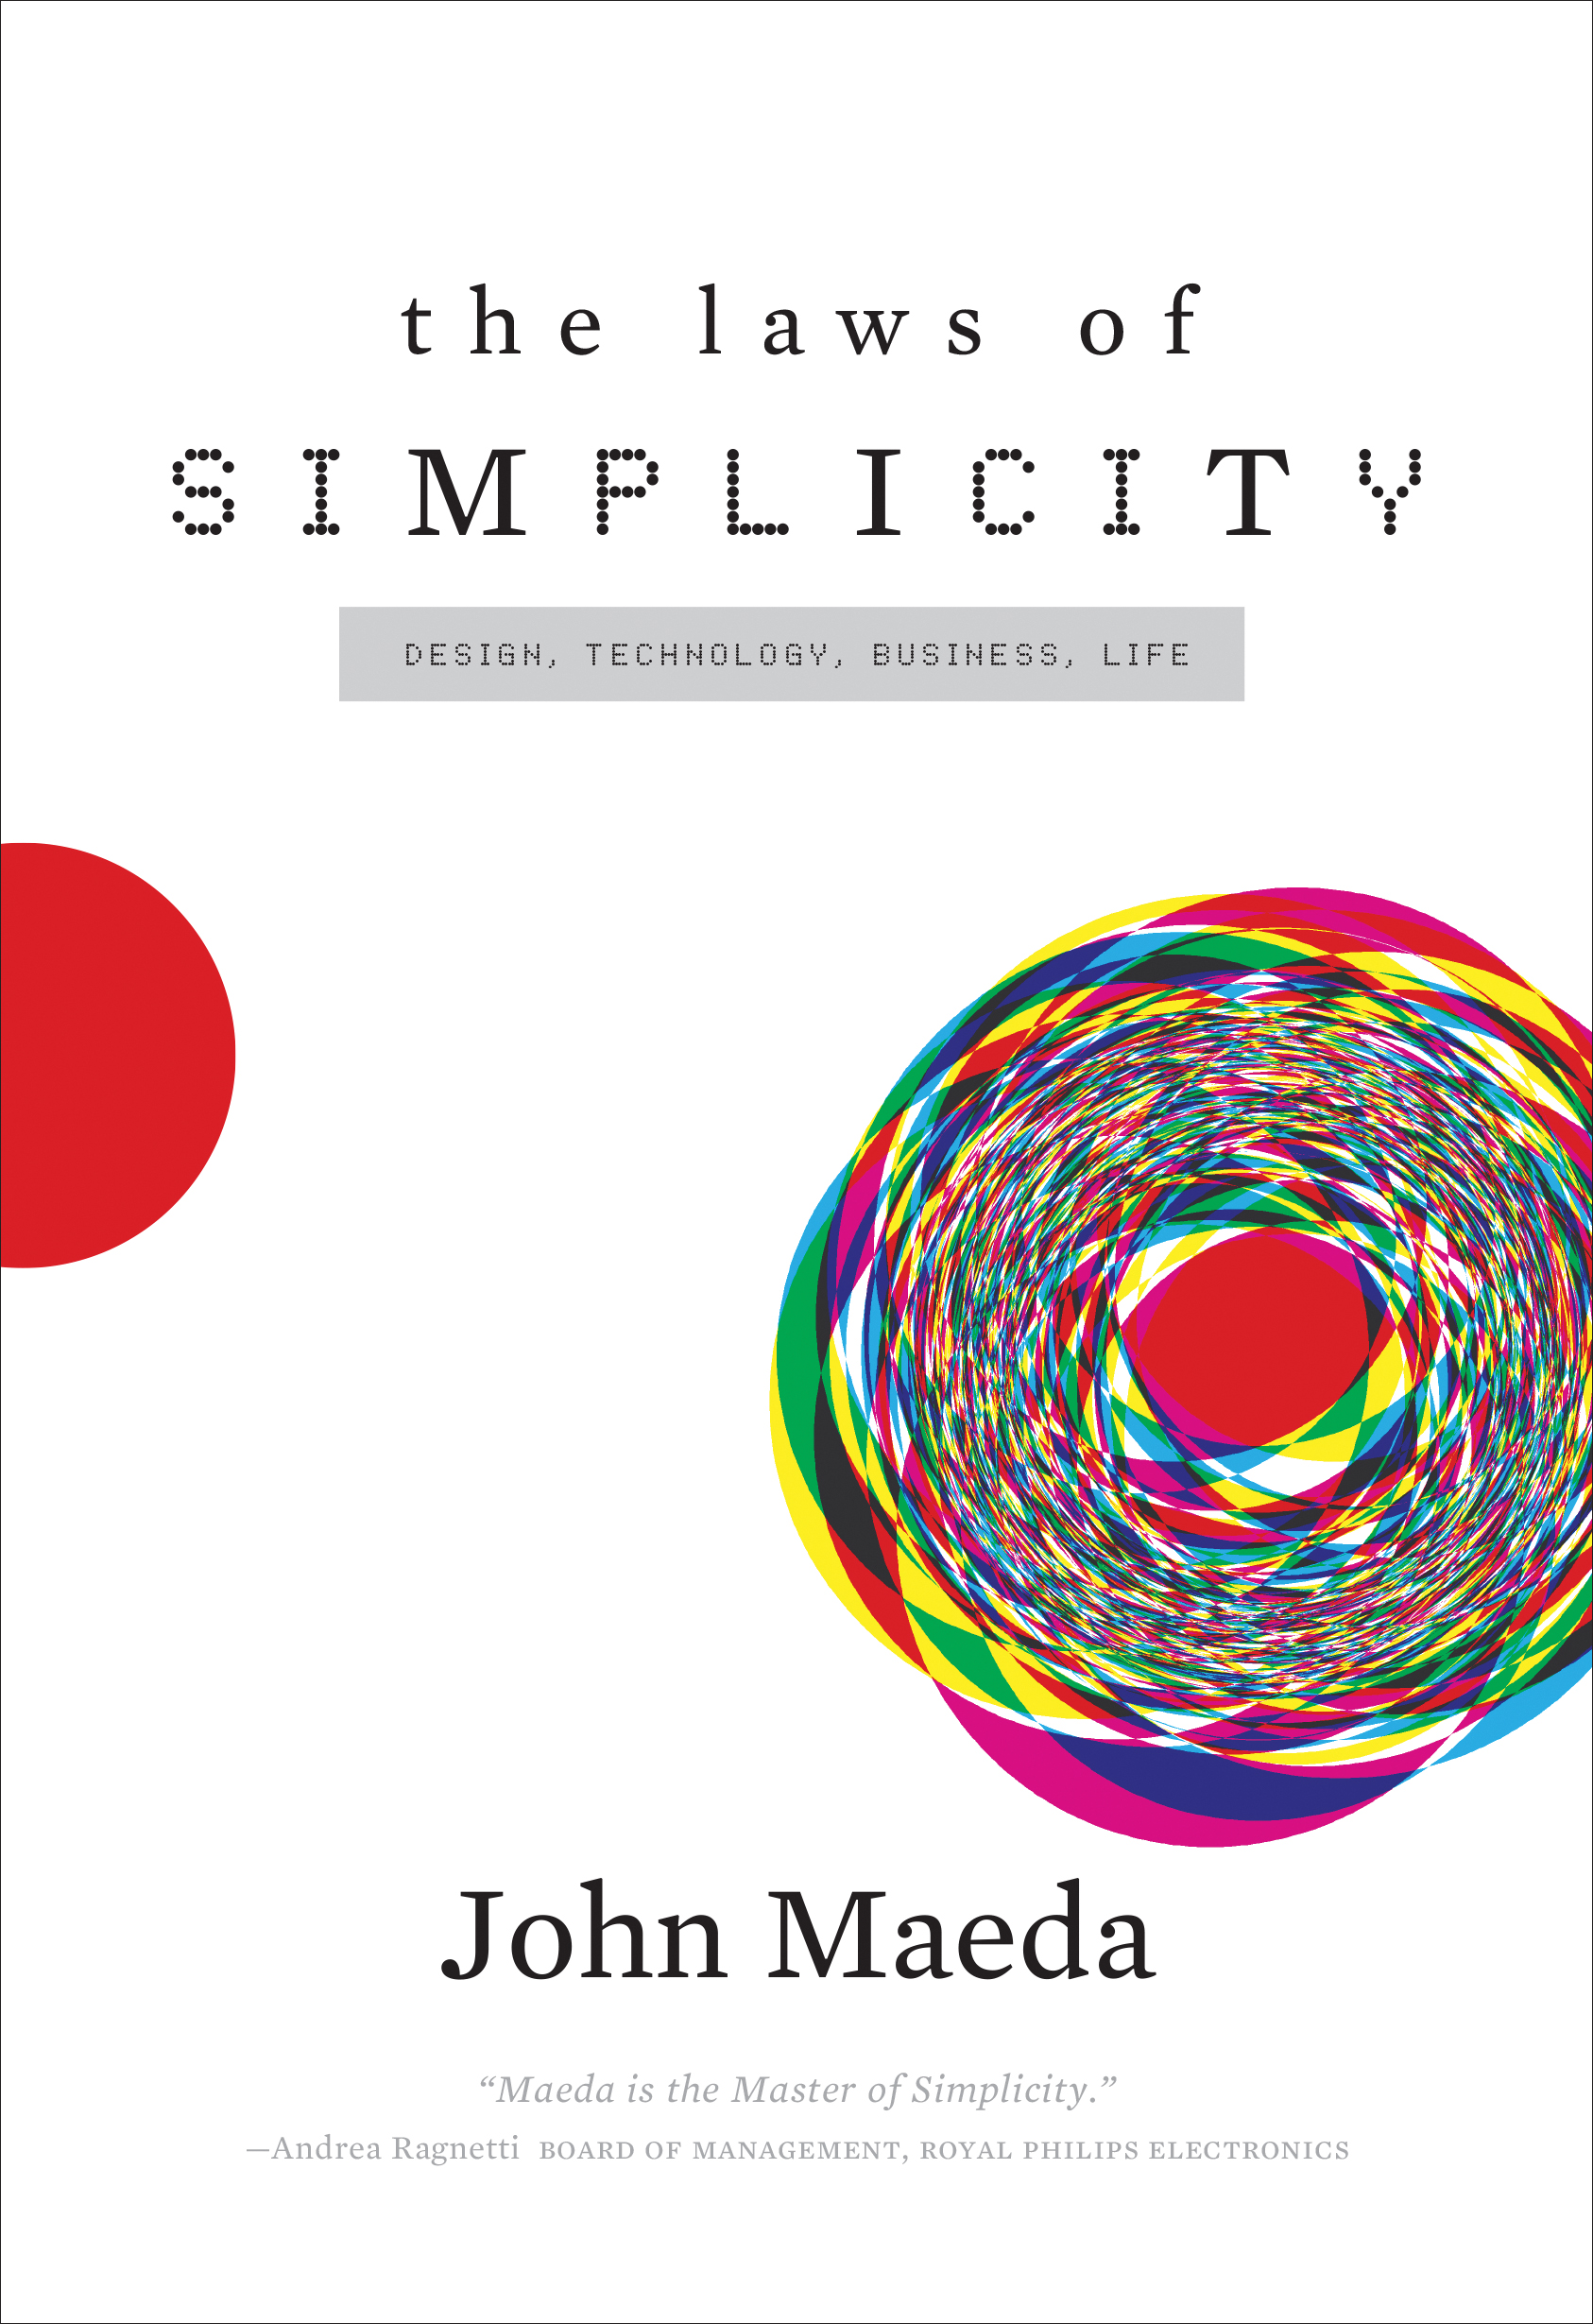 the laws of
SIMPLICITY
DESIGN, TECHNOLOGY, BUSINESS, LIFE
John Maeda
“Maeda is the Master of Simplicity.”
—Andrea Ragnetti BOARD OF MANAGEMENT, ROYAL PHILIPS ELECTRONICS